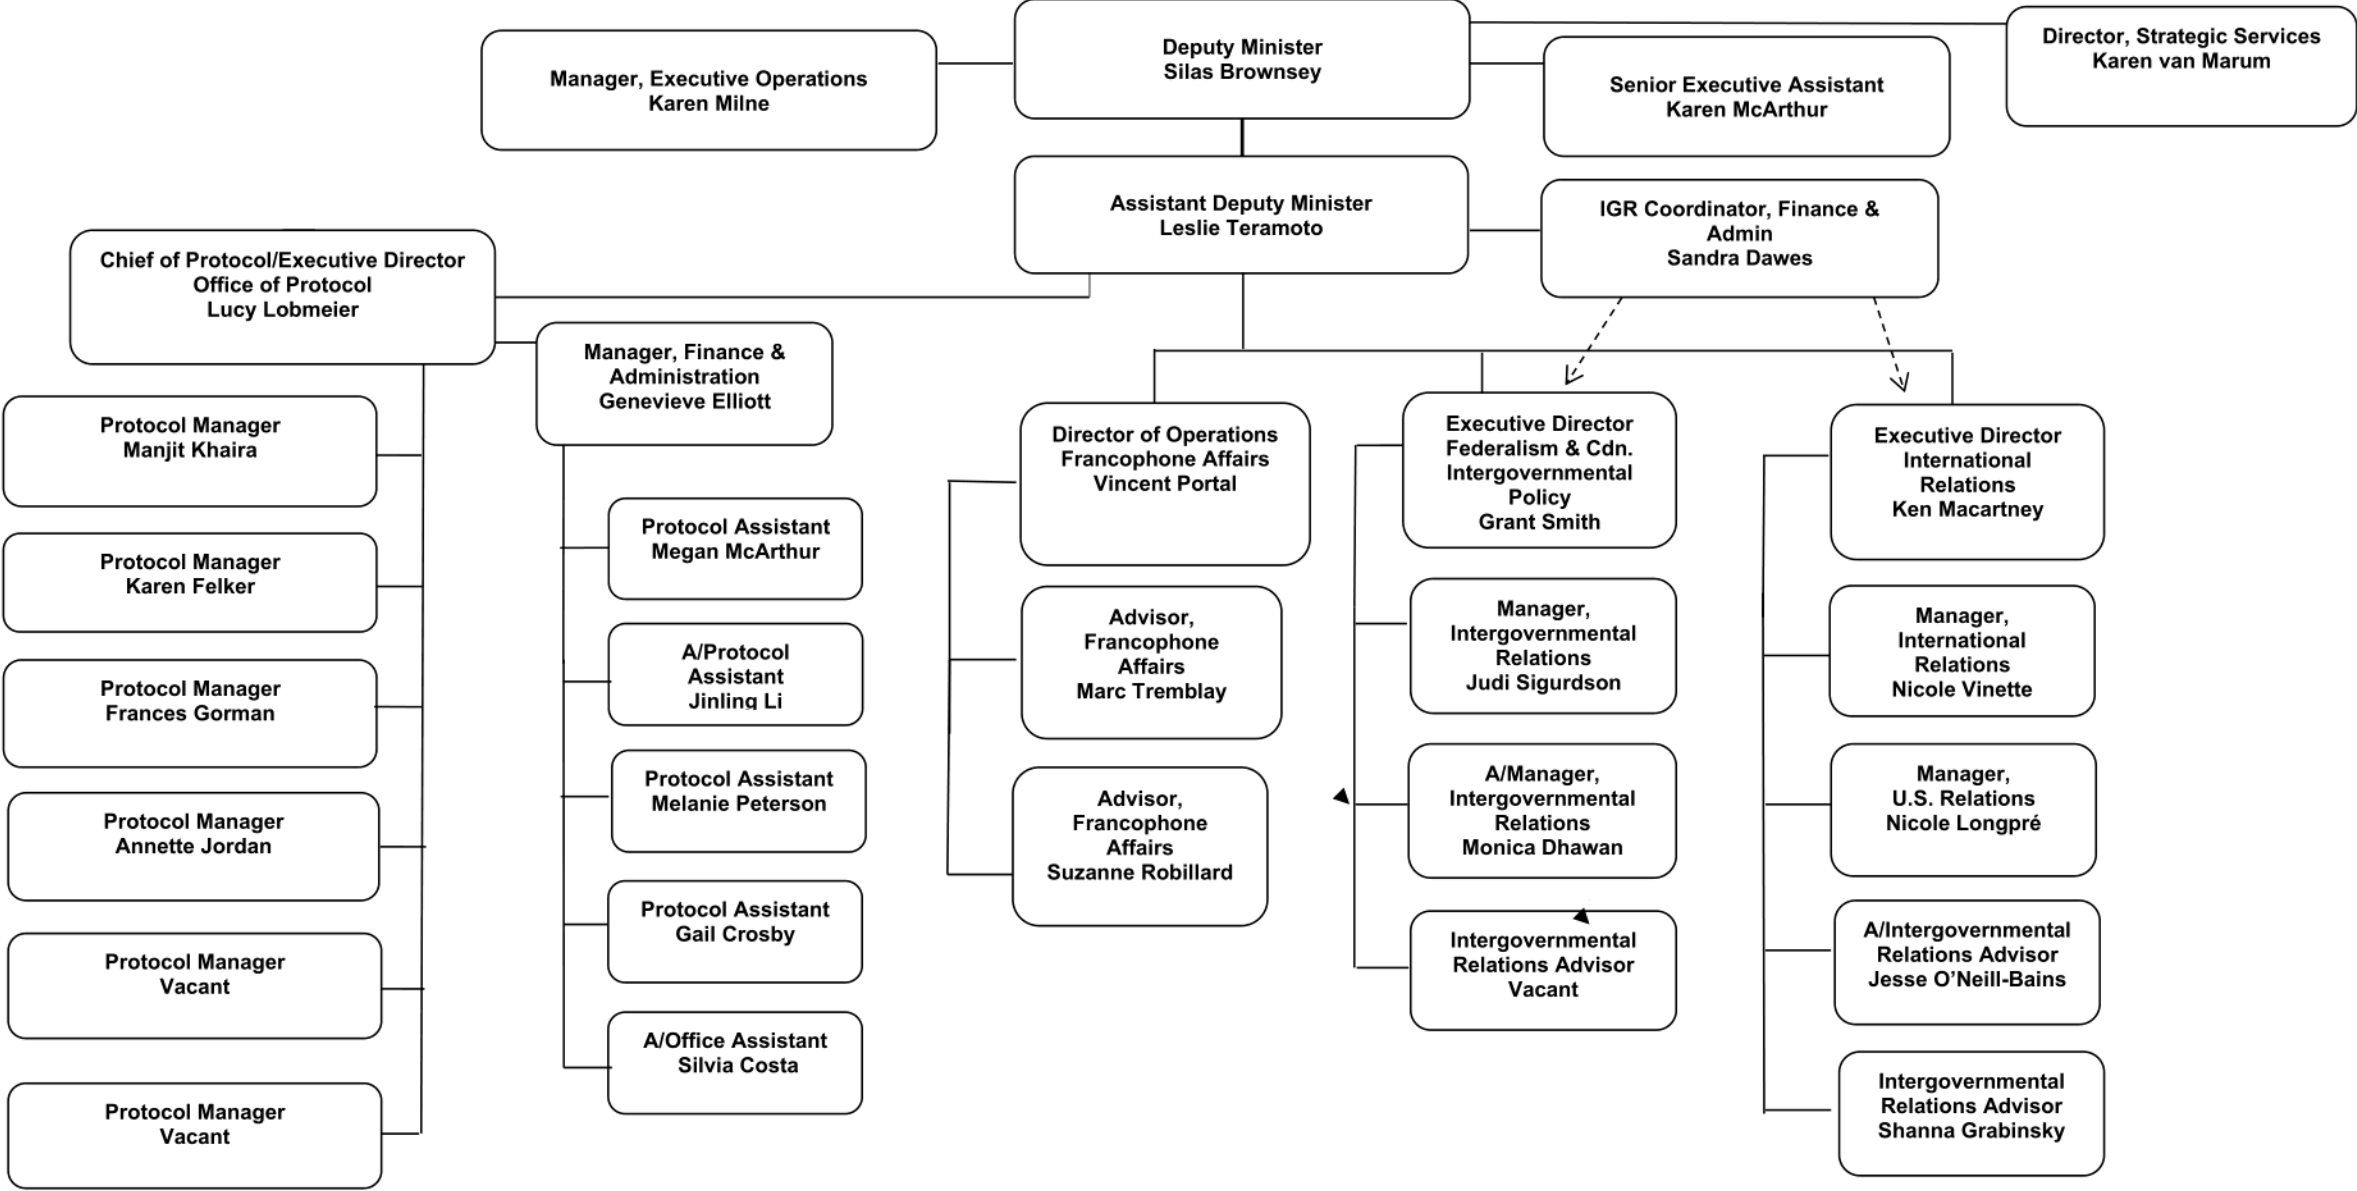 Deputy Minister
Silas Brownsey
Manager, Executive Operations
Karen Milne
Senior Executive Assistant
Karen McArthur
Director, Strategic Services
Karen van Marum
Assistant Deputy Minister
Leslie Teramoto
IGR Coordinator, Finance &
Admin
Sandra Dawes
Chief of Protocol/Executive Director
Office of Protocol
Lucy Lobmeier
Manager, Finance &
Administration
Genevieve Elliott
Protocol Manager
Manjit Khaira
Protocol Manager
Karen Felker
Protocol Manager
Frances Gorman
Protocol Manager
Annette Jordan
Protocol Manager
Vacant
Protocol Manager
Vacant
Protocol Assistant
Megan McArthur
A/Protocol
Assistant
Jinling Li
Protocol Assistant
Melanie Peterson
Protocol Assistant
Gail Crosby
A/Office Assistant
Silvia Costa
Director of Operations
Francophone Affairs
Vincent Portal
Advisor,
Francophone
Affairs
Marc Tremblay
Advisor,
Francophone
Affairs
Suzanne Robillard
Executive Director
Federalism & Cdn.
Intergovernmental
Policy
Grant Smith
Manager,
Intergovernmental
Relations
Judi Sigurdson
A/Manager,
Intergovernmental
Relations
Monica Dhawan
Intergovernmental
Relations Advisor
Vacant
Executive Director
International
Relations
Ken Macartney
Manager,
International
Relations
Nicole Vinette
Manager,
U.S. Relations
Nicole Longpré
A/Intergovernmental
Relations Advisor
Jesse O’Neill-Bains
Intergovernmental
Relations Advisor
Shanna Grabinsky